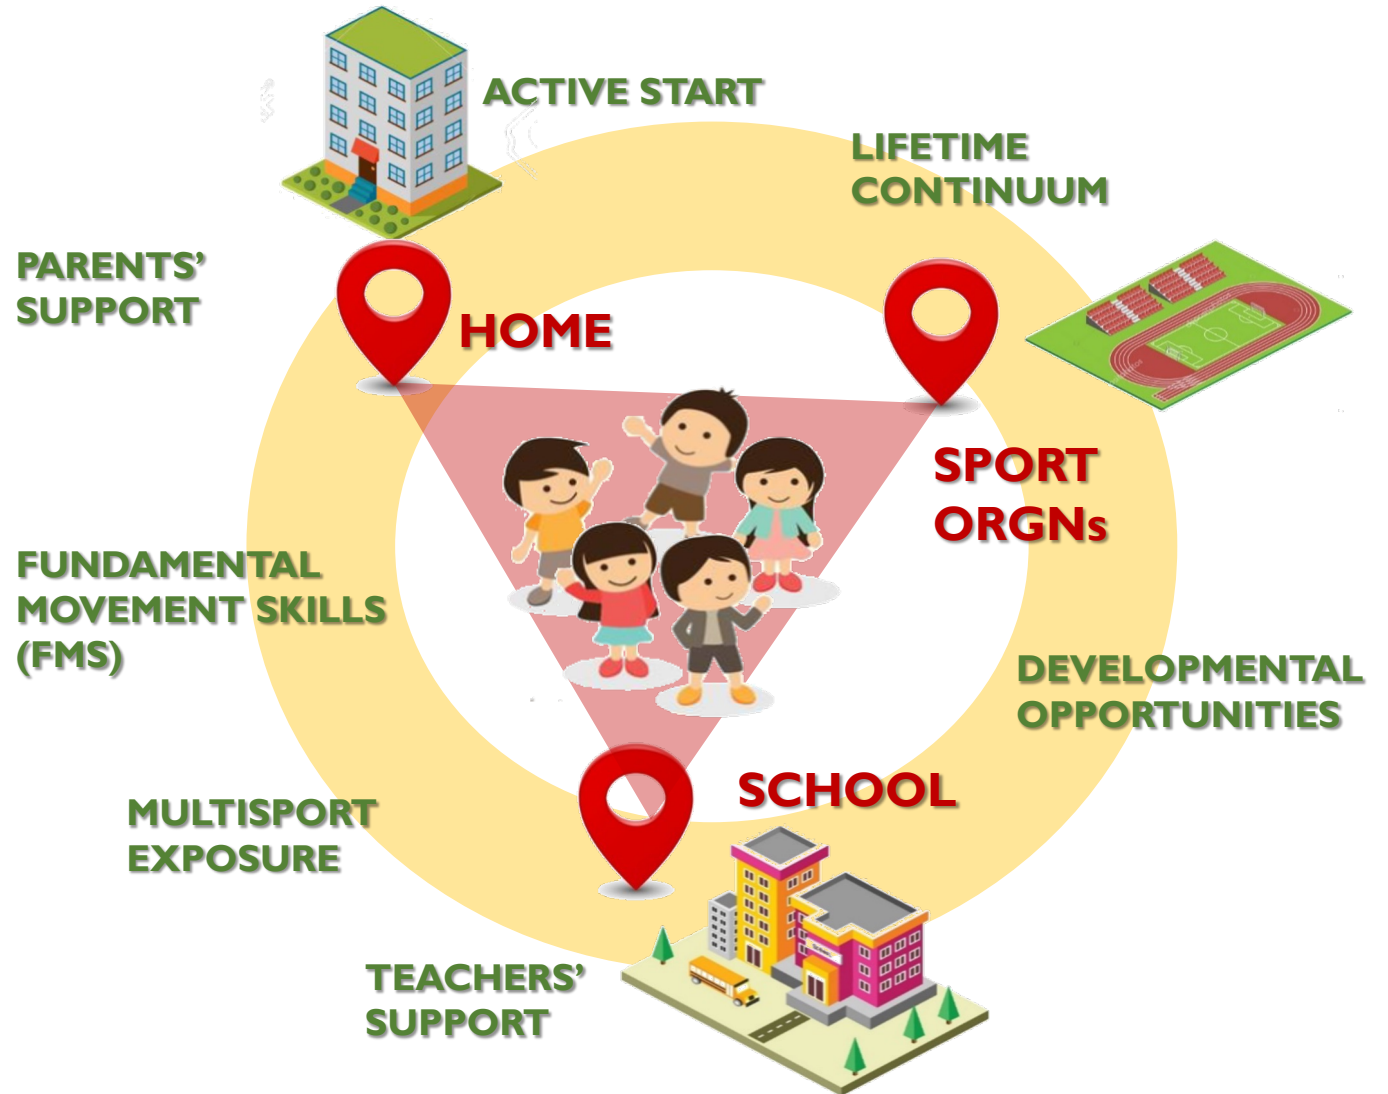 ACTIVE START
LIFETIME
CONTINUUM
PARENTS’
SUPPORT
HOME
SPORT
ORGNs
FUNDAMENTAL
MOVEMENT SKILLS
(FMS)
DEVELOPMENTAL
OPPORTUNITIES
SCHOOL
MULTISPORT
EXPOSURE
TEACHERS’
SUPPORT